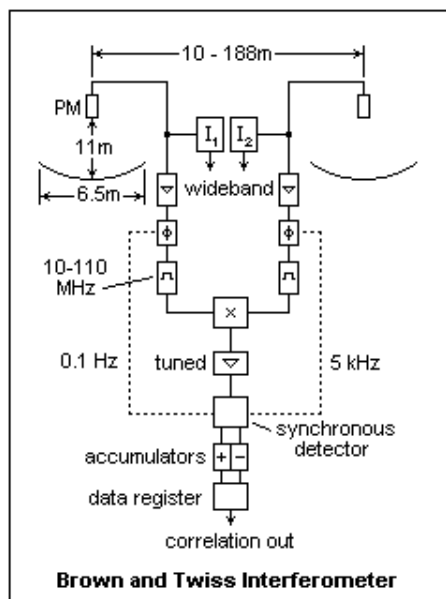 10 - 188m
PM
11m
6.5m
I1
I2
wideband
ϕ
ϕ
10-110
MHz
×
0.1 Hz
tuned
5 kHz
synchronous
detector
accumulators
+ −
data register
correlation out
Brown and Twiss Interferometer